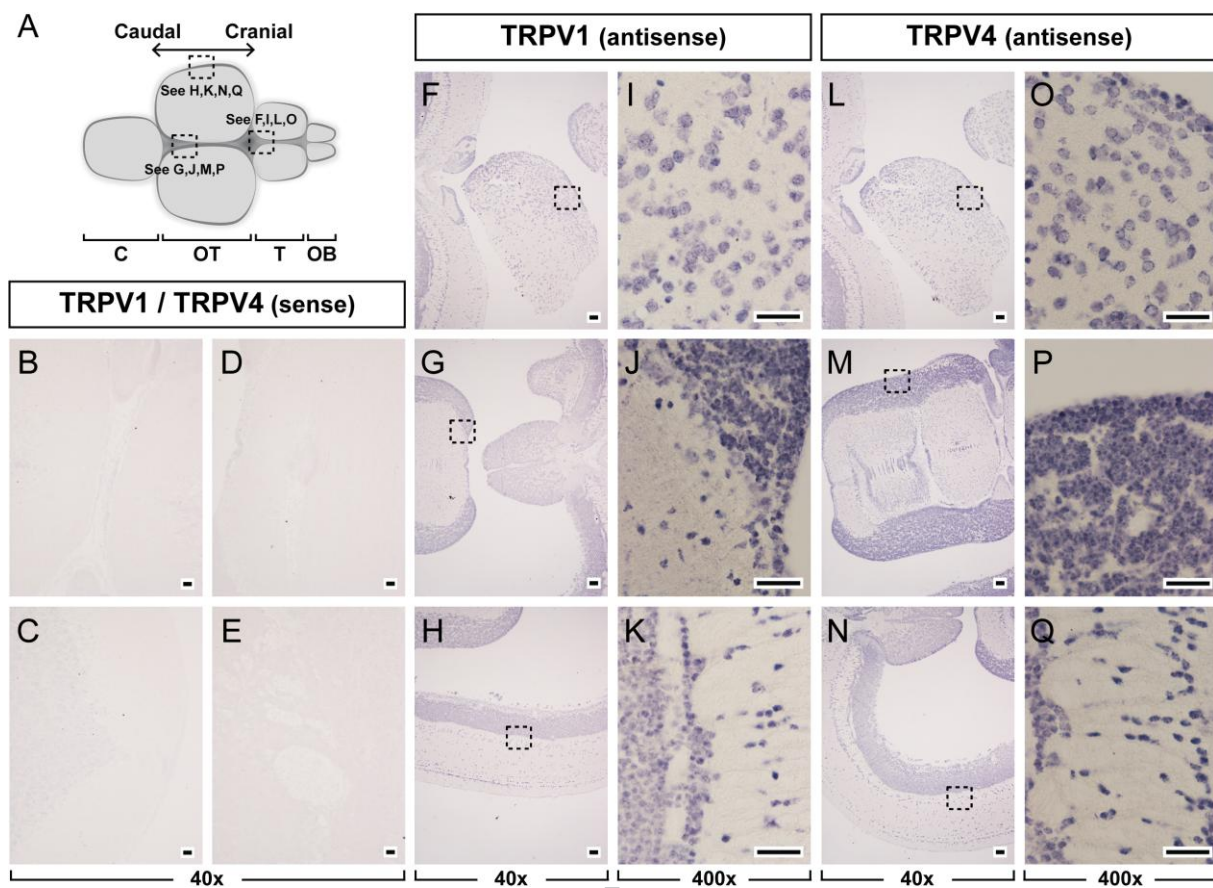 A
Caudal Cranial
See H,K,N,Q
See F,I,L,O
See G,J,M,P
C OT T OB
TRPV1 / TRPV4 (sense)
B D
C E
40x
TRPV1 (antisense)
F I
G J
H K
40x 400x
TRPV4 (antisense)
L O
M P
N Q
40x 400x